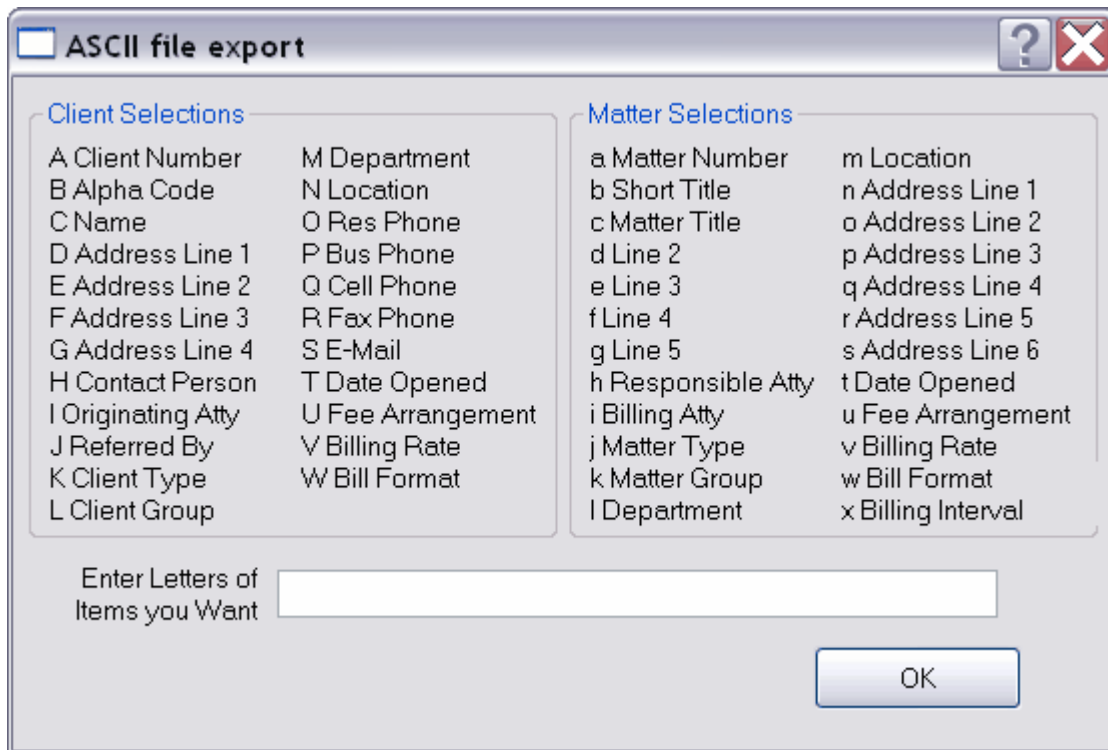 ASCII file export
Client Selections
A Client Number
B Alpha Code
C Name
D Address Line 1
E Address Line 2
F Address Line 3
G Address Line 4
H Contact Person
I Originating Atty
J Referred By
K Client Type
L Client Group
M Department
N Location
O Res Phone
P Bus Phone
Q Cell Phone
R Fax Phone
S E-Mail
T Date Opened
U Fee Arrangement
V Billing Rate
W Bill Format
Matter Selections
a Matter Number
b Short Title
c Matter Title
d Line 2
e Line 3
f Line 4
g Line 5
h Responsible Atty
i Billing Atty
j Matter Type
k Matter Group
l Department
m Location
n Address Line 1
o Address Line 2
p Address Line 3
q Address Line 4
r Address Line 5
s Address Line 6
t Date Opened
u Fee Arrangement
v Billing Rate
w Bill Format
x Billing Interval
Enter Letters of
Items you Want
OK